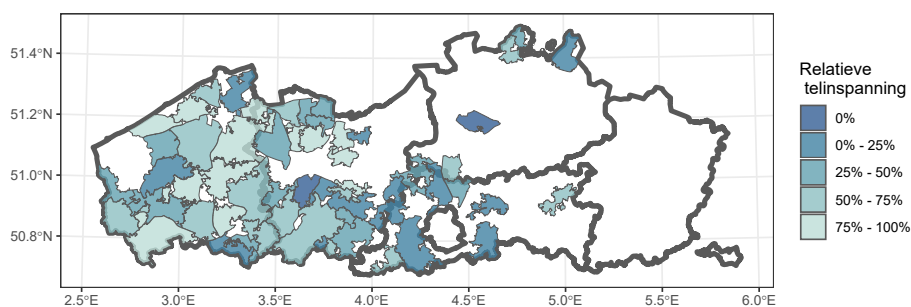 51.4°N
51.2°N
51.0°N
50.8°N
2.5°E 3.0°E 3.5°E 4.0°E 4.5°E 5.0°E 5.5°E 6.0°E
Relatieve
telinspanning
0%
0% - 25%
25% - 50%
50% - 75%
75% - 100%